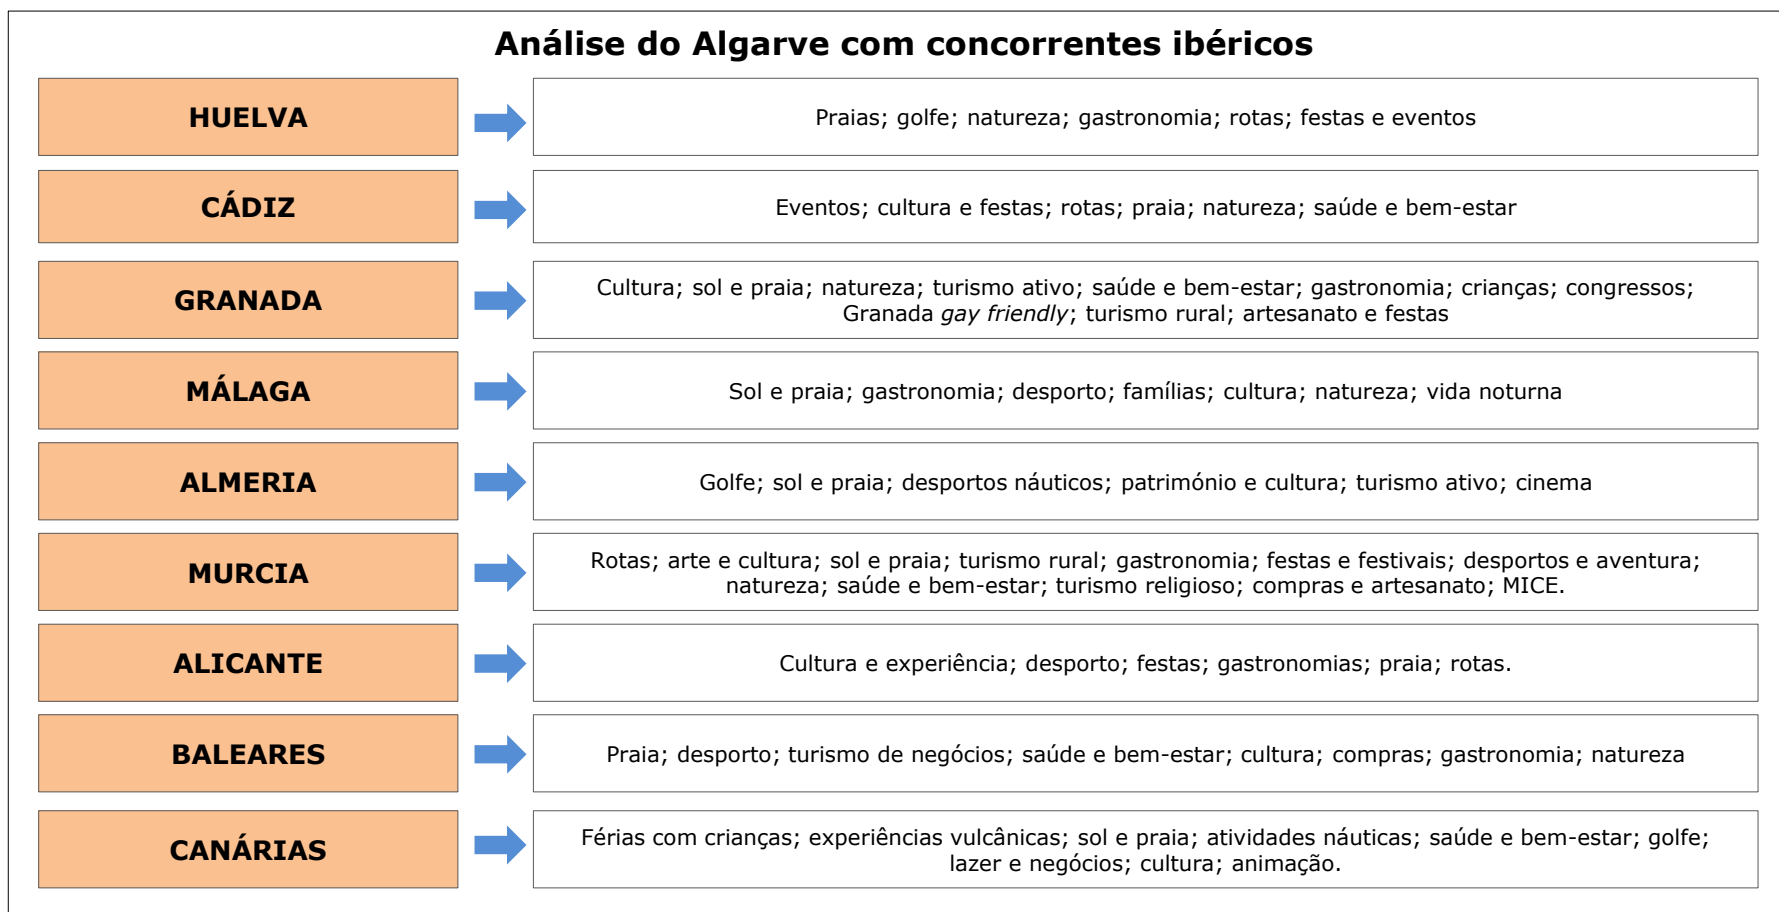 Análise do Algarve com concorrentes ibéricos
HUELVA
Praias; golfe; natureza; gastronomia; rotas; festas e eventos
CÁDIZ
Eventos; cultura e festas; rotas; praia; natureza; saúde e bem-estar
GRANADA
Cultura; sol e praia; natureza; turismo ativo; saúde e bem-estar; gastronomia; crianças; congressos;
Granada gay friendly; turismo rural; artesanato e festas
MÁLAGA
Sol e praia; gastronomia; desporto; famílias; cultura; natureza; vida noturna
ALMERIA
Golfe; sol e praia; desportos náuticos; património e cultura; turismo ativo; cinema
MURCIA
Rotas; arte e cultura; sol e praia; turismo rural; gastronomia; festas e festivais; desportos e aventura;
natureza; saúde e bem-estar; turismo religioso; compras e artesanato; MICE.
ALICANTE
Cultura e experiência; desporto; festas; gastronomias; praia; rotas.
BALEARES
Praia; desporto; turismo de negócios; saúde e bem-estar; cultura; compras; gastronomia; natureza
CANÁRIAS
Férias com crianças; experiências vulcânicas; sol e praia; atividades náuticas; saúde e bem-estar; golfe;
lazer e negócios; cultura; animação.